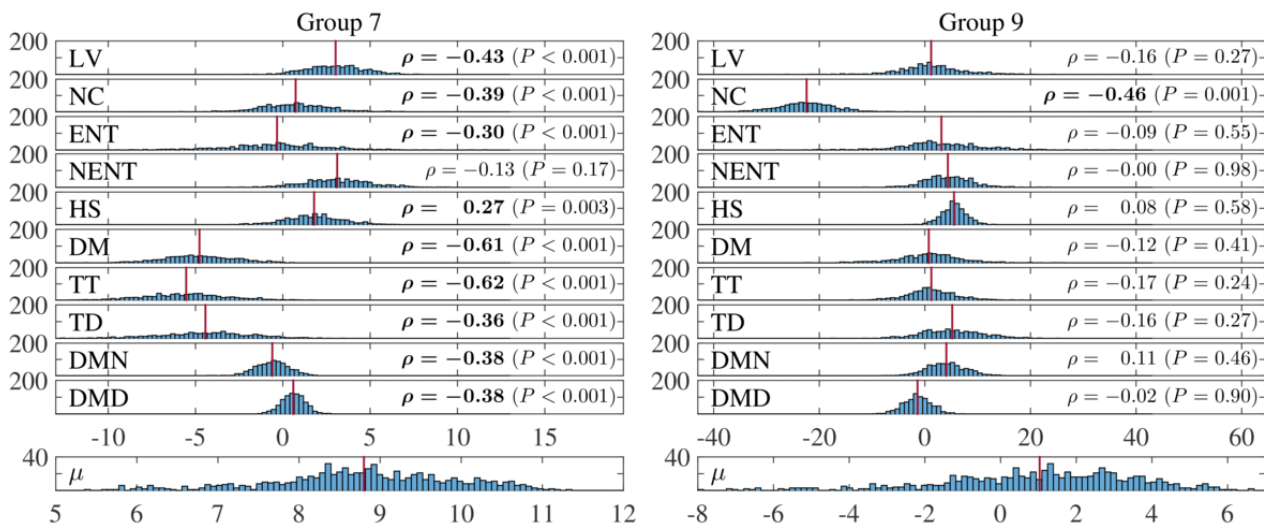 Group 7
200 LV ρ = −0.43 (P < 0.001)
200 NC ρ = −0.39 (P < 0.001)
200 ENT ρ = −0.30 (P < 0.001)
200 NENT ρ = −0.13 (P = 0.17)
200 HS ρ = 0.27 (P = 0.003)
200 DM ρ = −0.61 (P < 0.001)
200 TT ρ = −0.62 (P < 0.001)
200 TD ρ = −0.36 (P < 0.001)
200 DMN ρ = −0.38 (P < 0.001)
200 DMD ρ = −0.38 (P < 0.001)
-10 -5 0 5 10 15
40 μ
5 6 7 8 9 10 11 12
Group 9
200 LV ρ = −0.16 (P = 0.27)
200 NC ρ = −0.46 (P = 0.001)
200 ENT ρ = −0.09 (P = 0.55)
200 NENT ρ = −0.00 (P = 0.98)
200 HS ρ = 0.08 (P = 0.58)
200 DM ρ = −0.12 (P = 0.41)
200 TT ρ = −0.17 (P = 0.24)
200 TD ρ = −0.16 (P = 0.27)
200 DMN ρ = 0.11 (P = 0.46)
200 DMD ρ = −0.02 (P = 0.90)
-40 -20 0 20 40 60
40 μ
-8 -6 -4 -2 0 2 4 6 8